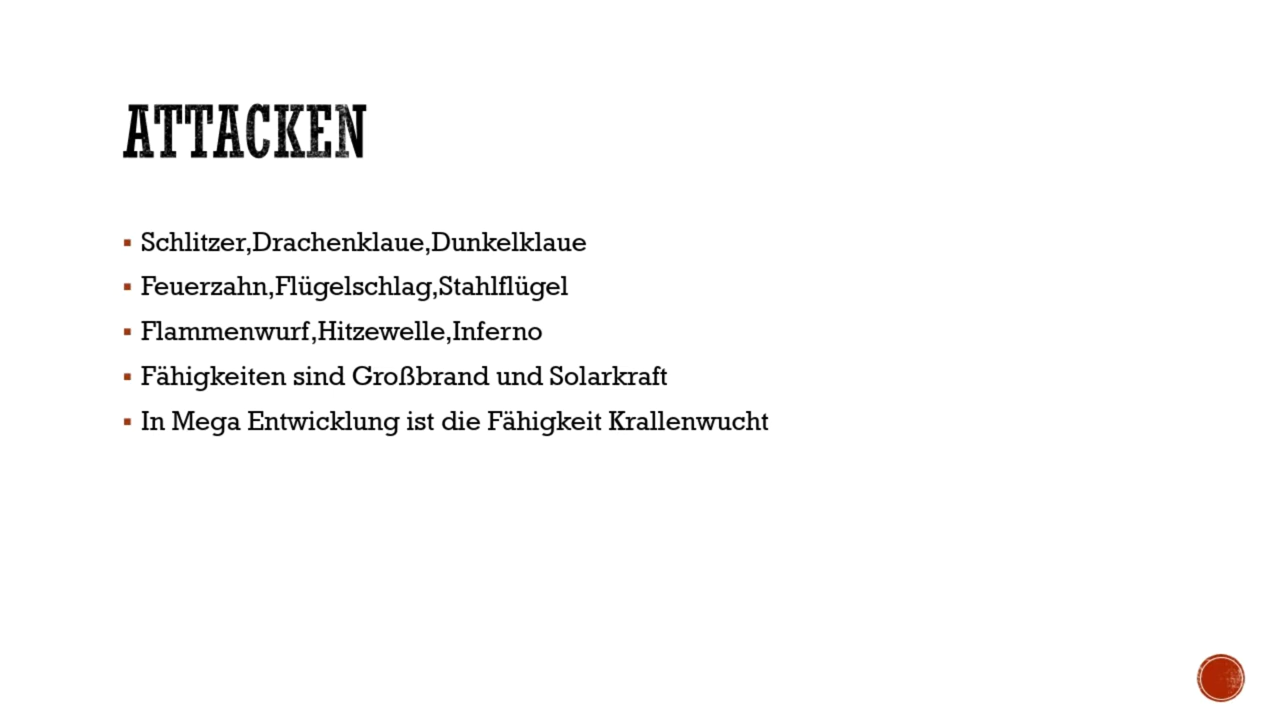 ATTACKEN
Schlitzer,Drachenklaue,Dunkelklaue
Feuerzahn,Flügelschlag,Stahlflügel
Flammenwurf,Hitzewelle,Inferno
Fähigkeiten sind Großbrand und Solarkraft
In Mega Entwicklung ist die Fähigkeit Krallenwucht